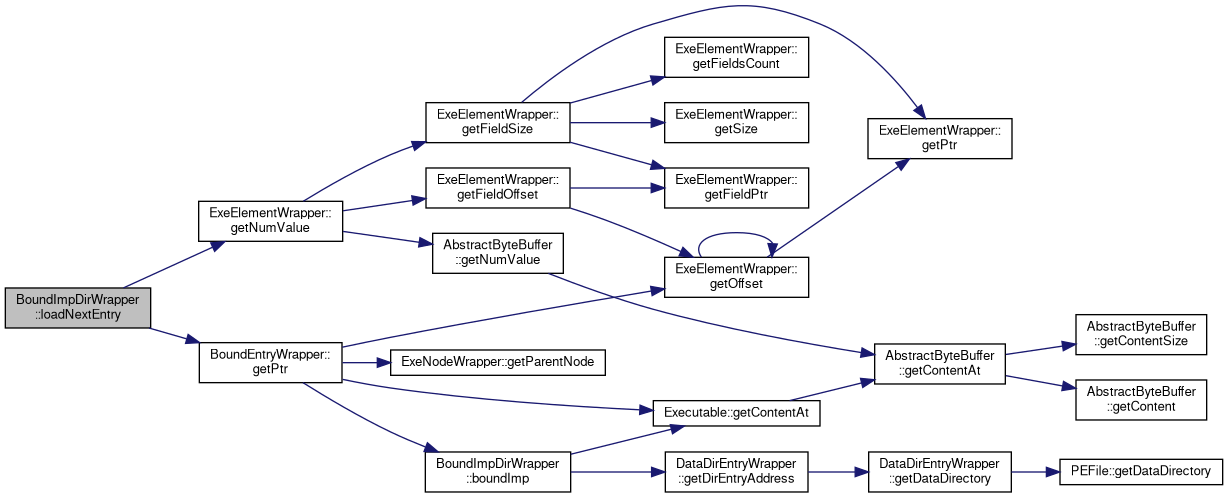 BoundImpDirWrapper
::loadNextEntry
ExeElementWrapper::
getNumValue
BoundEntryWrapper::
getPtr
ExeElementWrapper::
getFieldSize
ExeElementWrapper::
getFieldOffset
AbstractByteBuffer
::getNumValue
ExeNodeWrapper::getParentNode
BoundImpDirWrapper
::boundImp
ExeElementWrapper::
getFieldsCount
ExeElementWrapper::
getSize
ExeElementWrapper::
getFieldPtr
ExeElementWrapper::
getOffset
Executable::getContentAt
DataDirEntryWrapper
::getDirEntryAddress
ExeElementWrapper::
getPtr
AbstractByteBuffer
::getContentAt
DataDirEntryWrapper
::getDataDirectory
AbstractByteBuffer
::getContentSize
AbstractByteBuffer
::getContent
PEFile::getDataDirectory